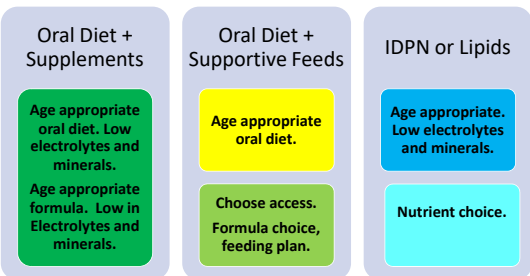 Oral Diet +
Supplements
Age appropriate
oral diet. Low
electrolytes and
minerals.
Age appropriate
formula.  Low in
Electrolytes and
minerals.
Oral Diet +
Supportive Feeds
Age appropriate
oral diet.
Choose access.
Formula choice,
feeding plan.
IDPN or Lipids
Age appropriate.
Low electrolytes
and minerals.
Nutrient choice.